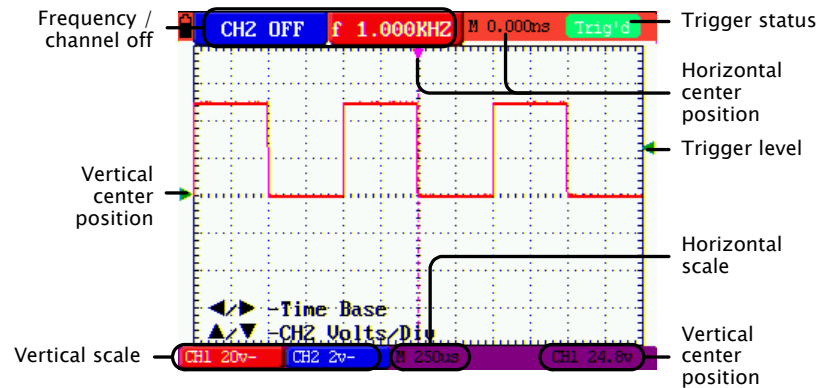 Frequency /
channel off
CH2 OFF
f 1.000KHZ
M 0.000ns
Trig'd
Trigger status
Horizontal
center
position
Trigger level
Vertical
center
position
Horizontal
scale
-Time Base
-CH2 Volts/Div
Vertical scale
CH1 20v-
CH2 2v-
M 250us
CH1 24.8v
Vertical
center
position